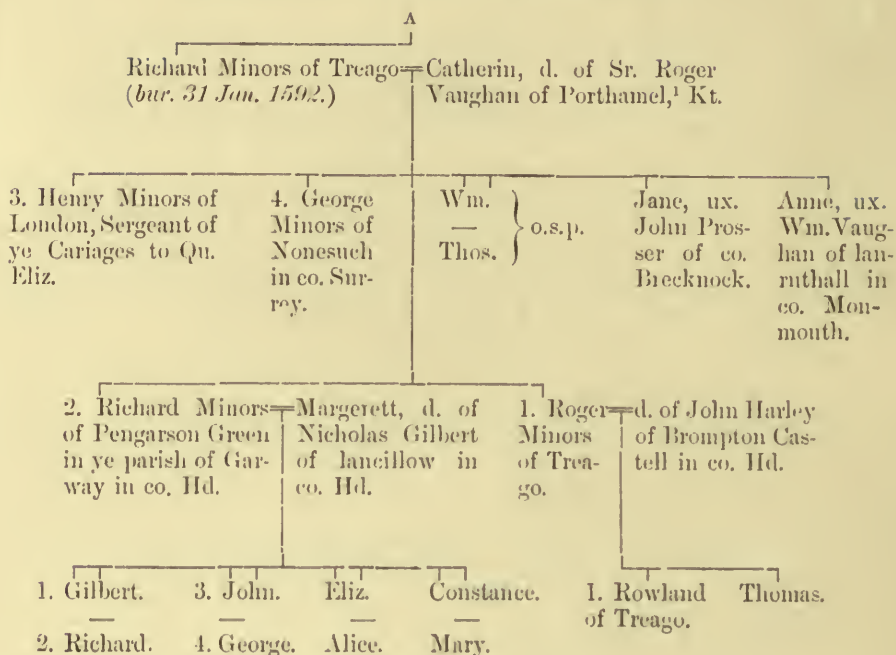 A
Richard Minors of Treago Catherin, d. of Sr. Roger
(bur. 31 Jan. 1592.) Vaughan of Porthamel,¹ Kt.
3. Henry Minors of
London, Sergeant of
ye Cariages to Qu.
Eliz.
4. George
Minors of
Nonesuch
in co. Sur-
rey.
Wm.
—
Thos.
} o.s.p.
Jane, ux.
John Pros-
ser of co.
Brecknock.
Anne, ux.
Wm. Vaug-
han of lan-
ruthall in
co. Mon-
mouth.
2. Richard Minors
of Pengarson Green
in ye parish of Gar-
way in co. Hd.
Margerett, d. of
Nicholas Gilbert
of lancillow in
co. Hd.
1. Roger
Minors
of Trea-
go.
d. of John Harley
of Brompton Cas-
tell in co. Hd.
1. Gilbert. 3. John. Eliz. Constance.
— — — —
2. Richard. 4. George. Alice. Mary.
1. Rowland Thomas.
of Treago.